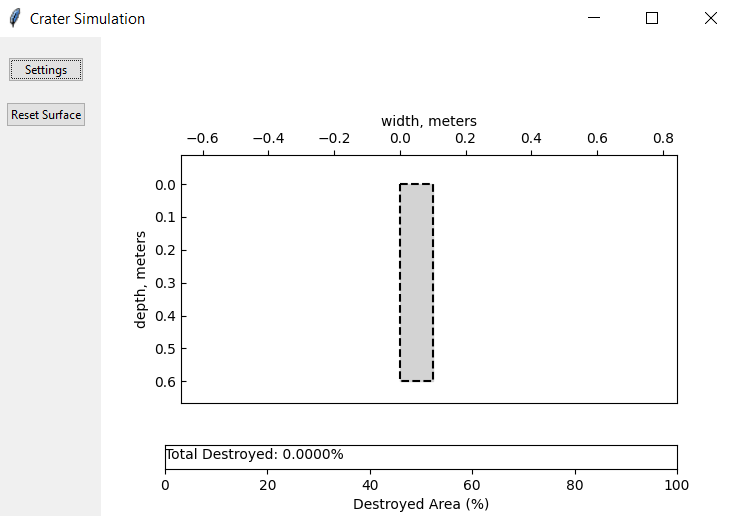 Crater Simulation
Settings
Reset Surface
width, meters
−0.6 −0.4 −0.2 0.0 0.2 0.4 0.6 0.8
depth, meters
0.0
0.1
0.2
0.3
0.4
0.5
0.6
Total Destroyed: 0.0000%
0 20 40 60 80 100
Destroyed Area (%)